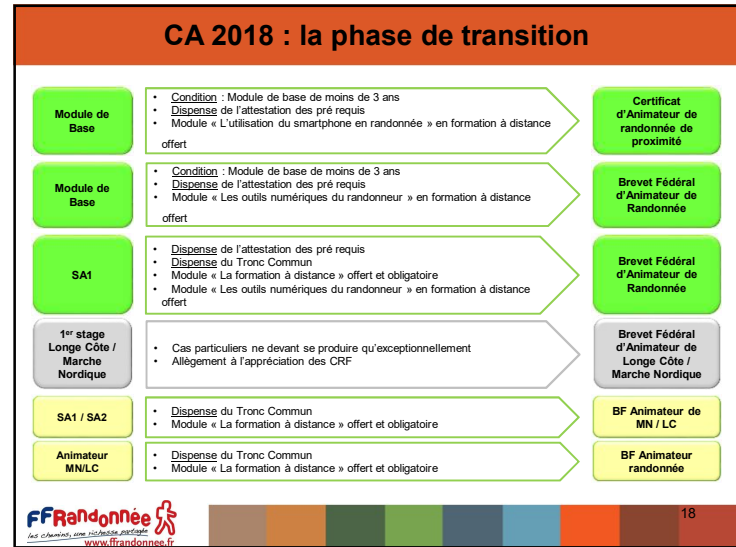 CA 2018 : la phase de transition
Module de
Base
• Condition : Module de base de moins de 3 ans
• Dispense de l'attestation des pré requis
• Module « L'utilisation du smartphone en randonnée » en formation à distance
offert
Certificat
d'Animateur de
randonnée de
proximité
Module de
Base
• Condition : Module de base de moins de 3 ans
• Dispense de l'attestation des pré requis
• Module « Les outils numériques du randonneur » en formation à distance
offert
Brevet Fédéral
d'Animateur de
Randonnée
SA1
• Dispense de l'attestation des pré requis
• Dispense du Tronc Commun
• Module « La formation à distance » offert et obligatoire
• Module « Les outils numériques du randonneur » en formation à distance
offert
Brevet Fédéral
d'Animateur de
Randonnée
1er stage
Longe Côte /
Marche
Nordique
• Cas particuliers ne devant se produire qu'exceptionnellement
• Allègement à l'appréciation des CRF
Brevet Fédéral
d'Animateur de
Longe Côte /
Marche Nordique
SA1 / SA2
• Dispense du Tronc Commun
• Module « La formation à distance » offert et obligatoire
BF Animateur de
MN / LC
Animateur
MN/LC
• Dispense du Tronc Commun
• Module « La formation à distance » offert et obligatoire
BF Animateur
randonnée
FFRandonnée
les chemins, une richesse partagée
www.ffrandonnee.fr
18